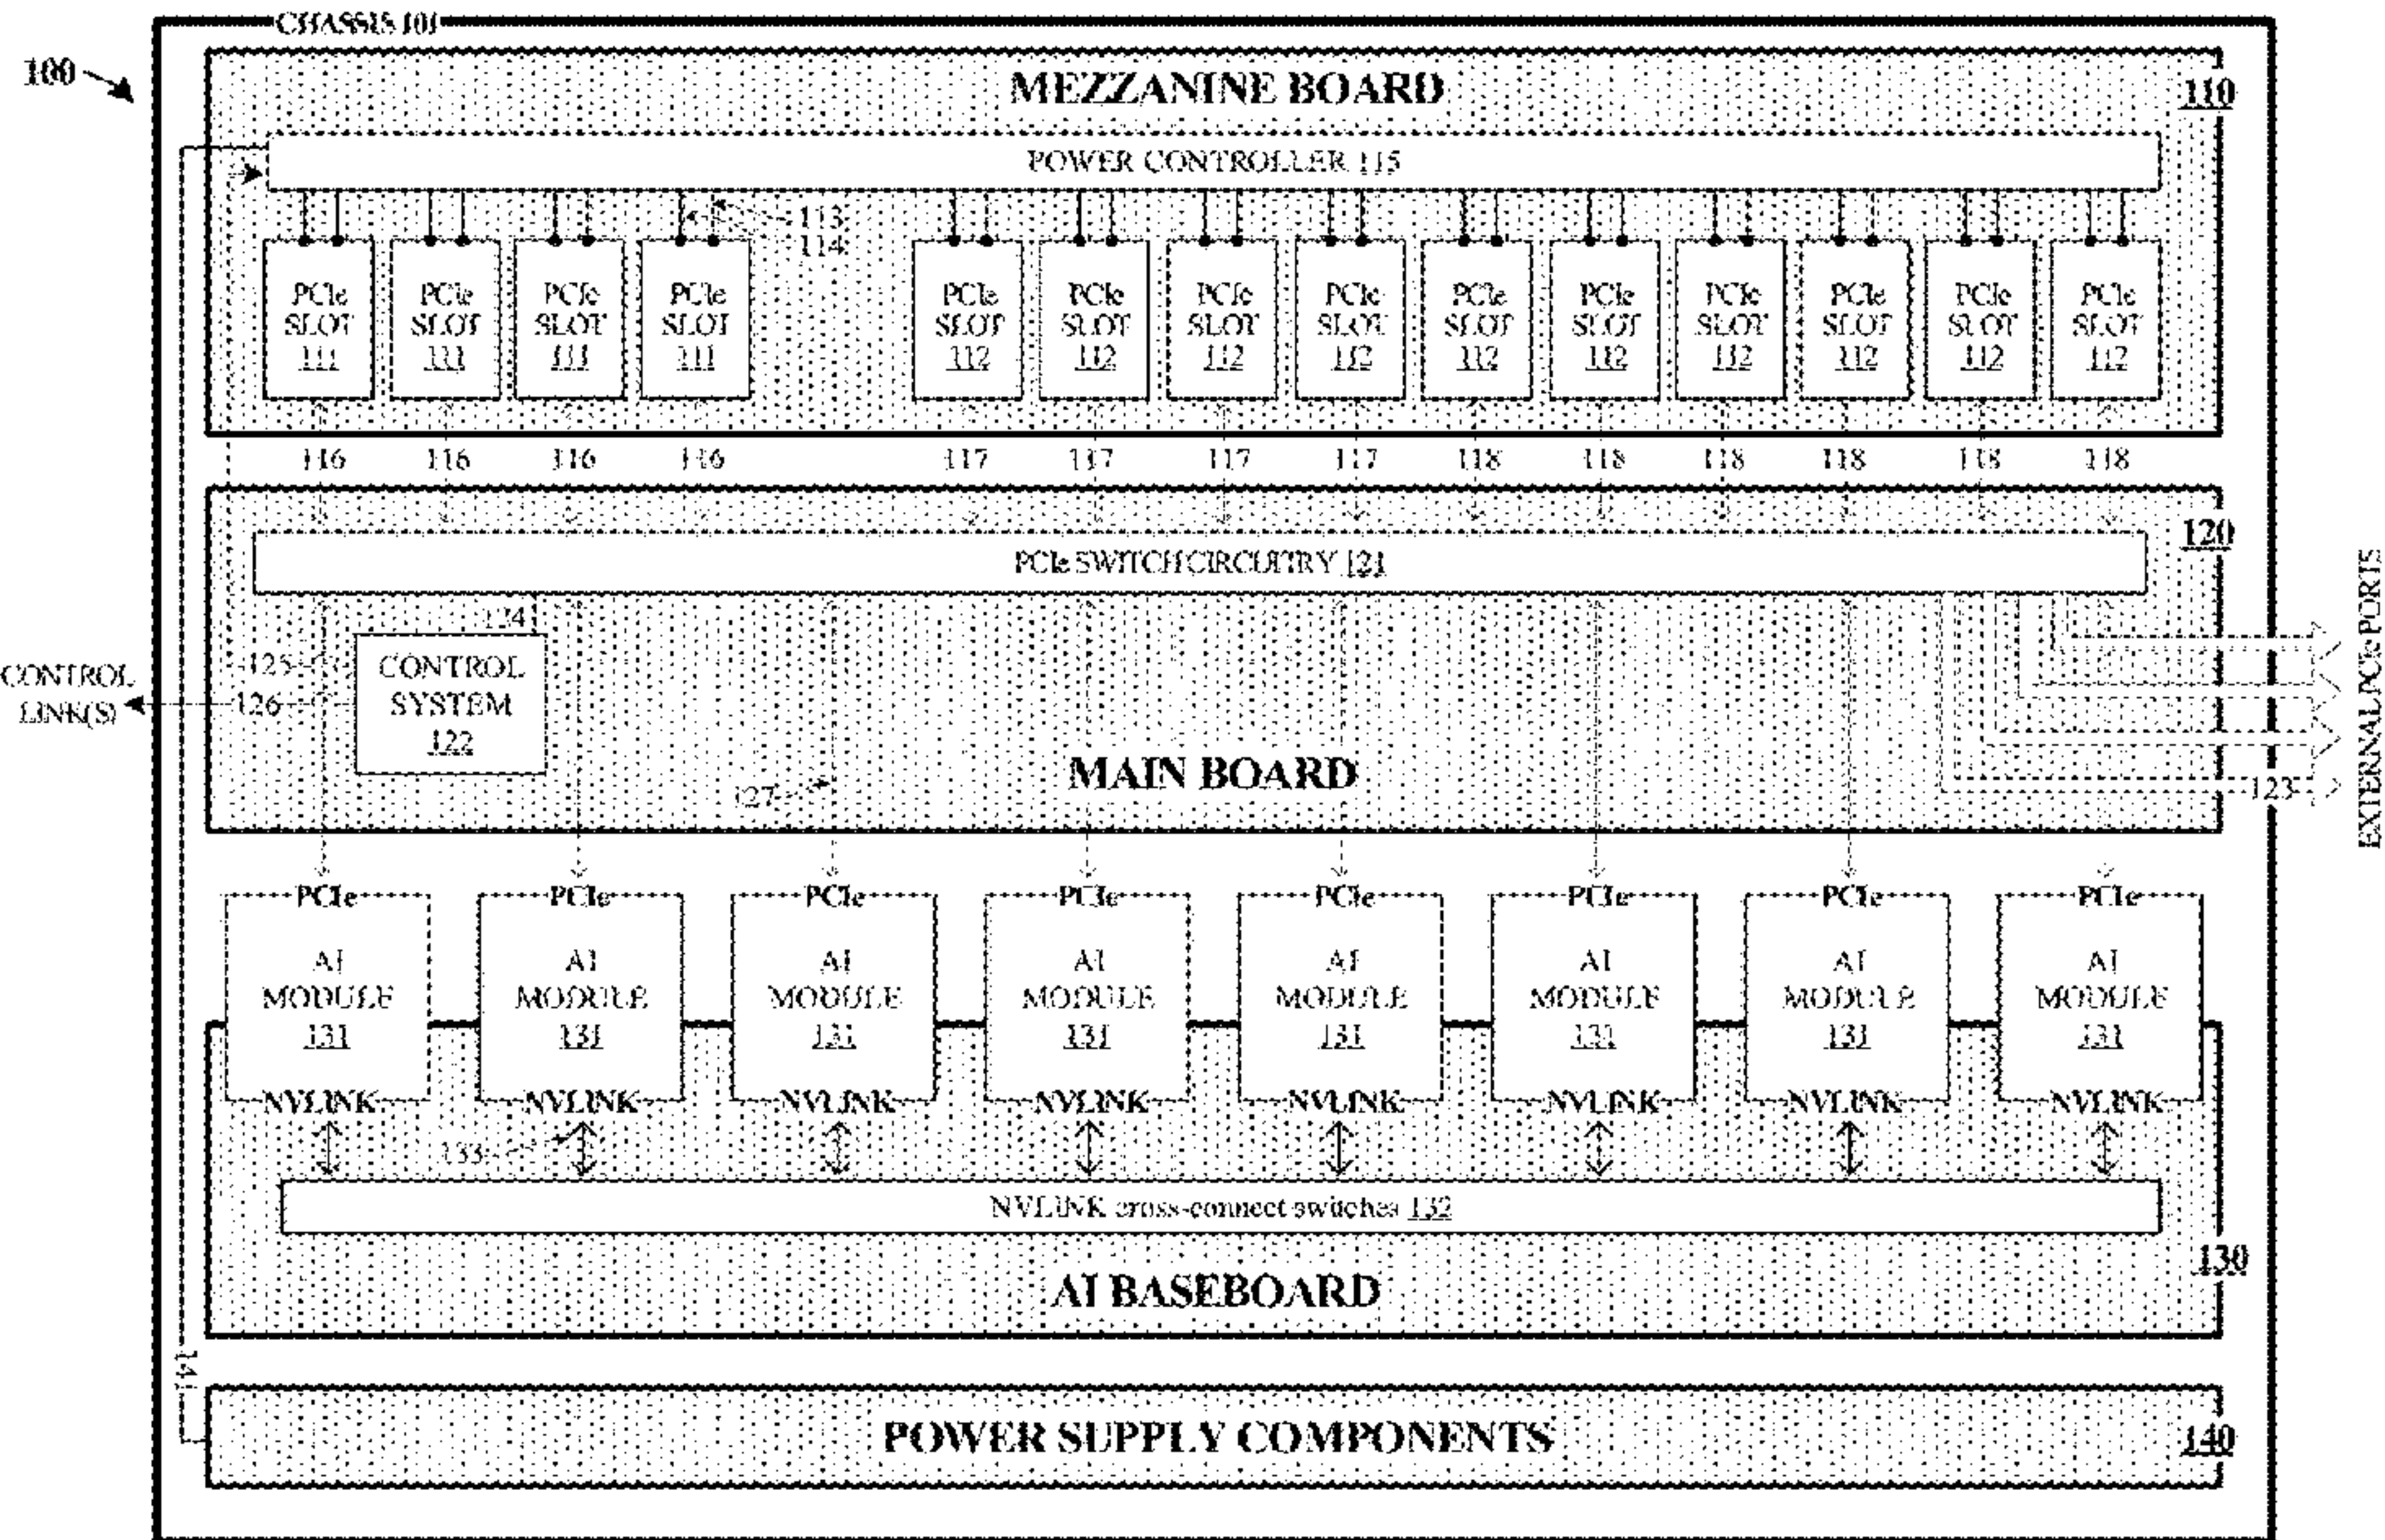 CHASSIS 101
100
MEZZANINE BOARD
110
POWER CONTROLLER 115
113
114
PCIe SLOT 111
PCIe SLOT 111
PCIe SLOT 111
PCIe SLOT 111
PCIe SLOT 112
PCIe SLOT 112
PCIe SLOT 112
PCIe SLOT 112
PCIe SLOT 112
PCIe SLOT 112
PCIe SLOT 112
PCIe SLOT 112
PCIe SLOT 112
PCIe SLOT 112
116 116 116 116 117 117 117 117 118 118 118 118 118 118
120
PCIe SWITCH CIRCUITRY 121
124
125
126
CONTROL
LINK(S)
CONTROL
SYSTEM
122
127
MAIN BOARD
123
EXTERNAL PCIe PORTS
PCIe AI MODULE 131 NVLINK
PCIe AI MODULE 131 NVLINK
PCIe AI MODULE 131 NVLINK
PCIe AI MODULE 131 NVLINK
PCIe AI MODULE 131 NVLINK
PCIe AI MODULE 131 NVLINK
PCIe AI MODULE 131 NVLINK
PCIe AI MODULE 131 NVLINK
133
NVLINK cross-connect switches 132
130
AI BASEBOARD
141
POWER SUPPLY COMPONENTS
140